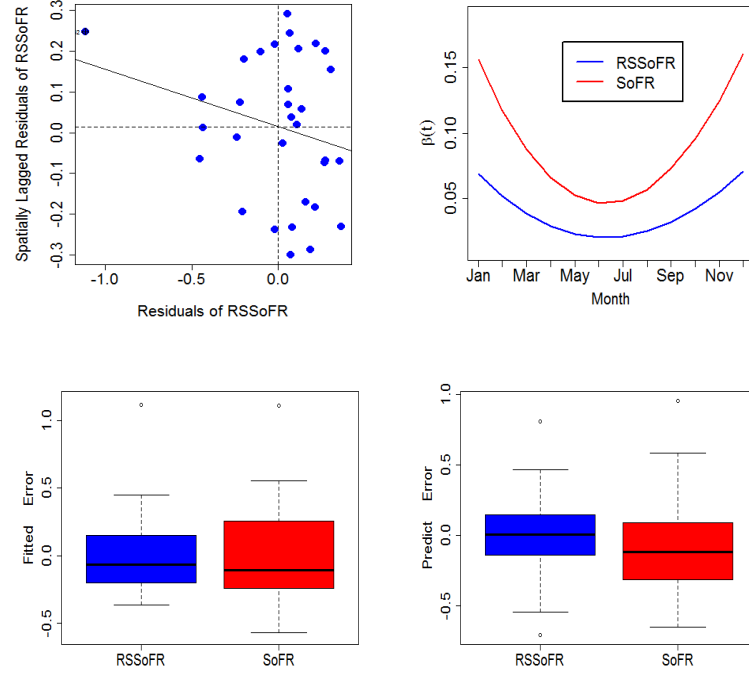 Spatially Lagged Residuals of RSSoFR
0.3
0.2
0.1
0.0
-0.1
-0.2
-0.3
-1.0 -0.5 0.0
Residuals of RSSoFR
β(t)
0.15
0.10
0.05
RSSoFR
SoFR
Jan Mar May Jul Sep Nov
Month
Fitted Error
1.0
0.5
0.0
-0.5
RSSoFR SoFR
Predict Error
1.0
0.5
0.0
-0.5
RSSoFR SoFR